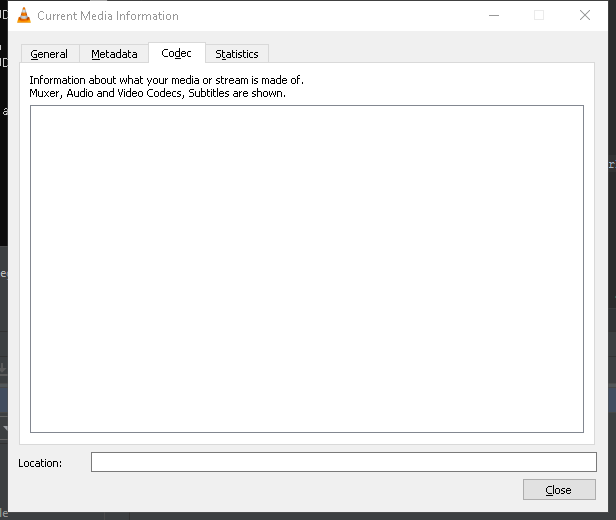 Current Media Information
General
Metadata
Codec
Statistics
Information about what your media or stream is made of.
Muxer, Audio and Video Codecs, Subtitles are shown.
Location:
Close